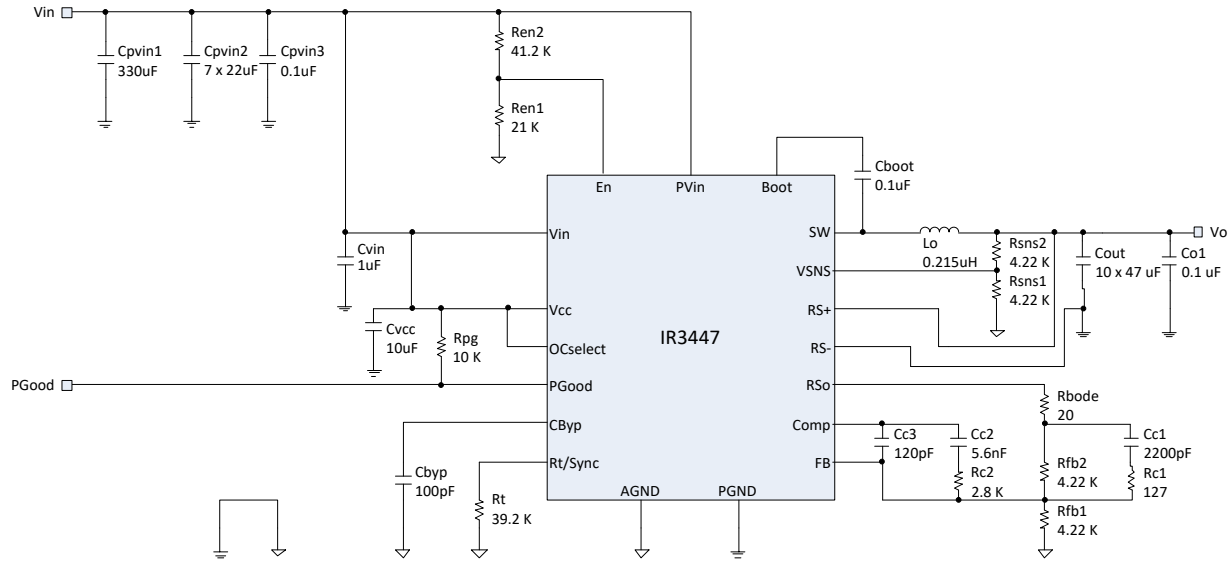 Vin
Cpvin1
330uF
Cpvin2
7 x 22uF
Cpvin3
0.1uF
Ren2
41.2 K
Ren1
21 K
Cboot
0.1uF
En
PVin
Boot
Vin
SW
Vo
Cvin
1uF
Lo
0.215uH
Rsns2
4.22 K
Cout
10 x 47 uF
Co1
0.1 uF
VSNS
Rsns1
4.22 K
Vcc
RS+
Cvcc
10uF
Rpg
10 K
IR3447
OCselect
RS-
PGood
PGood
RSo
Rbode
20
CByp
Comp
Cc3
120pF
Cc2
5.6nF
Cc1
2200pF
Rt/Sync
FB
Cbyp
100pF
Rc2
2.8 K
Rfb2
4.22 K
Rc1
127
Rt
39.2 K
AGND
PGND
Rfb1
4.22 K